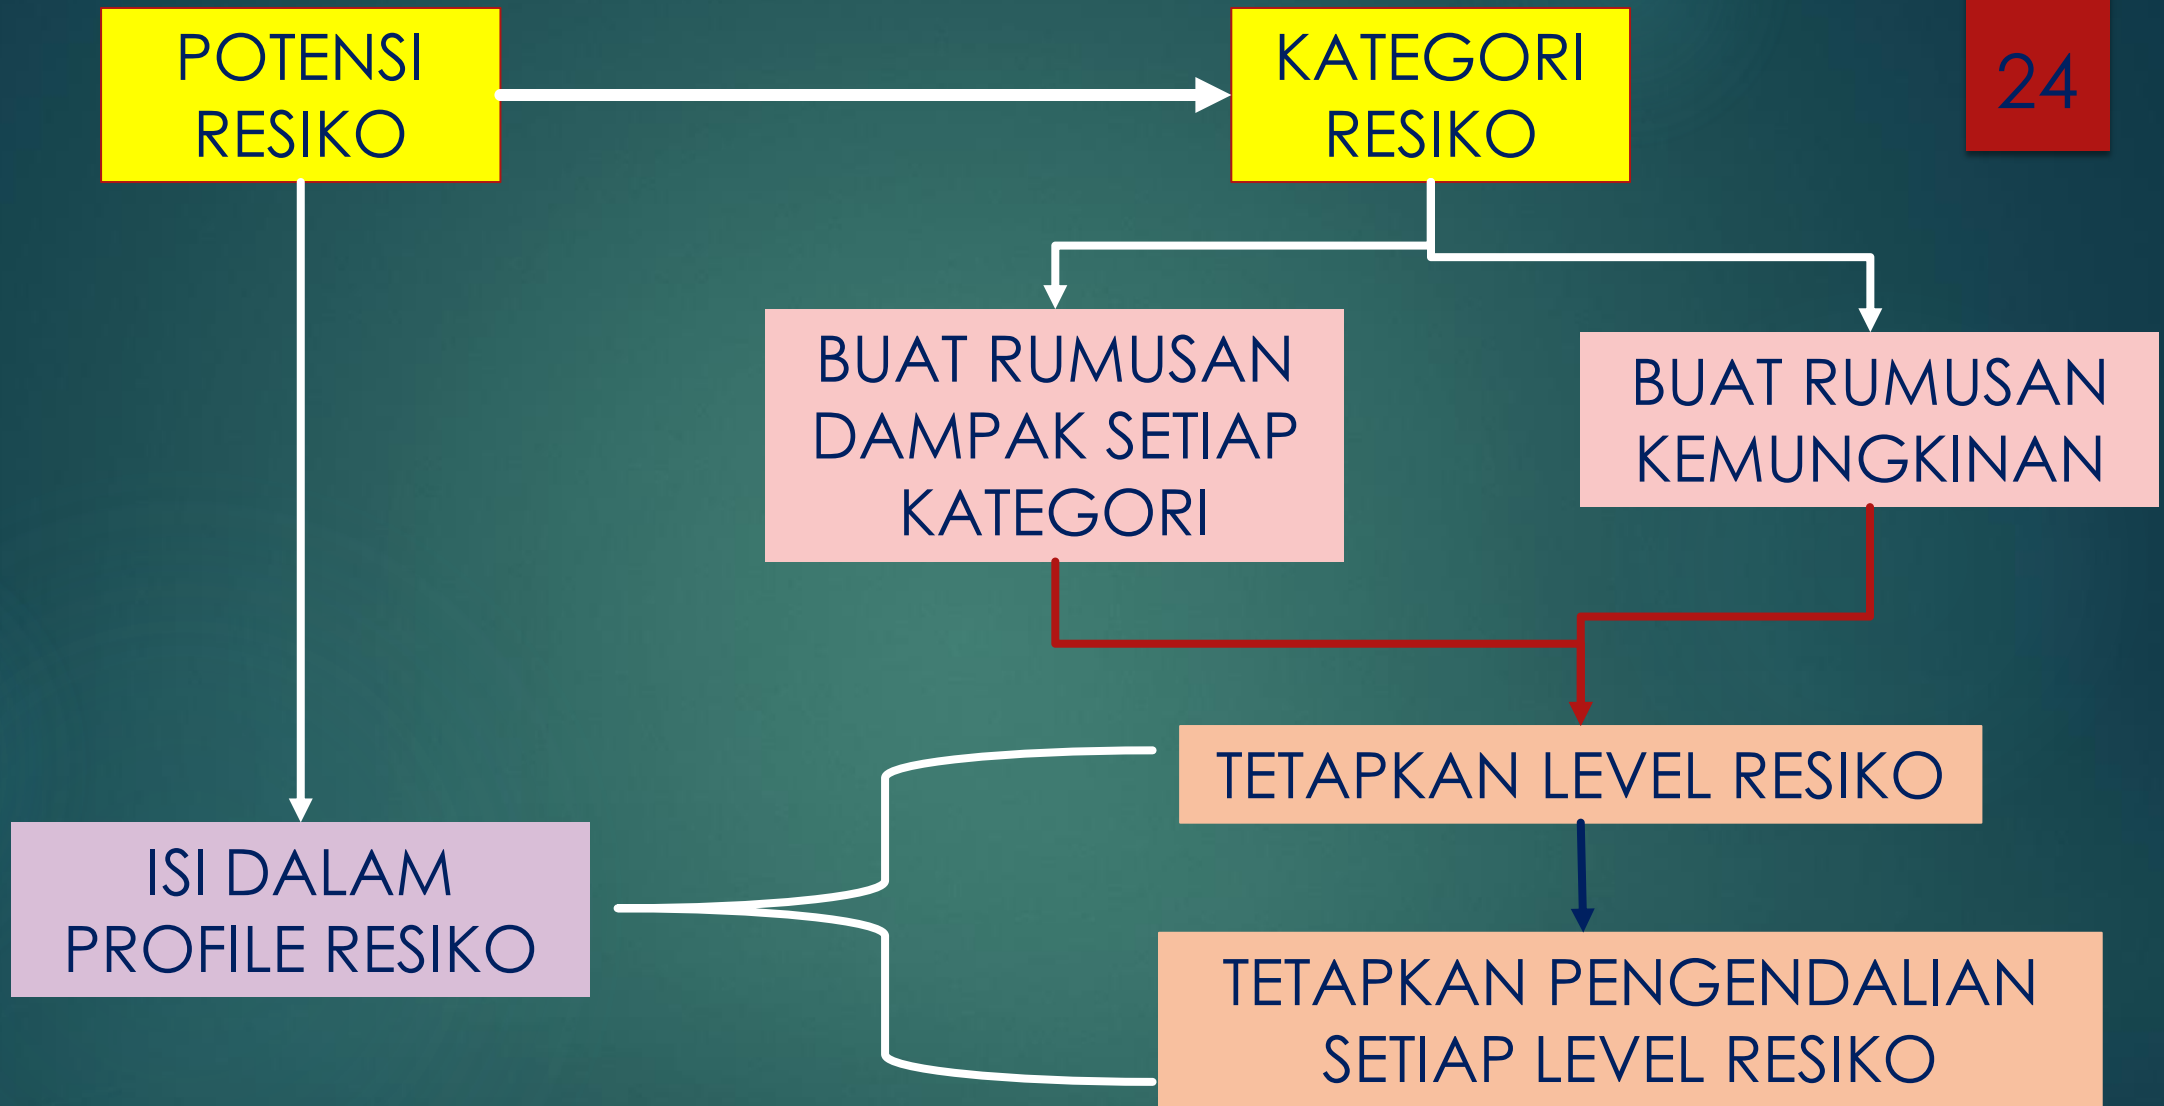 POTENSI
RESIKO
KATEGORI
RESIKO
24
BUAT RUMUSAN
DAMPAK SETIAP
KATEGORI
BUAT RUMUSAN
KEMUNGKINAN
TETAPKAN LEVEL RESIKO
ISI DALAM
PROFILE RESIKO
TETAPKAN PENGENDALIAN
SETIAP LEVEL RESIKO